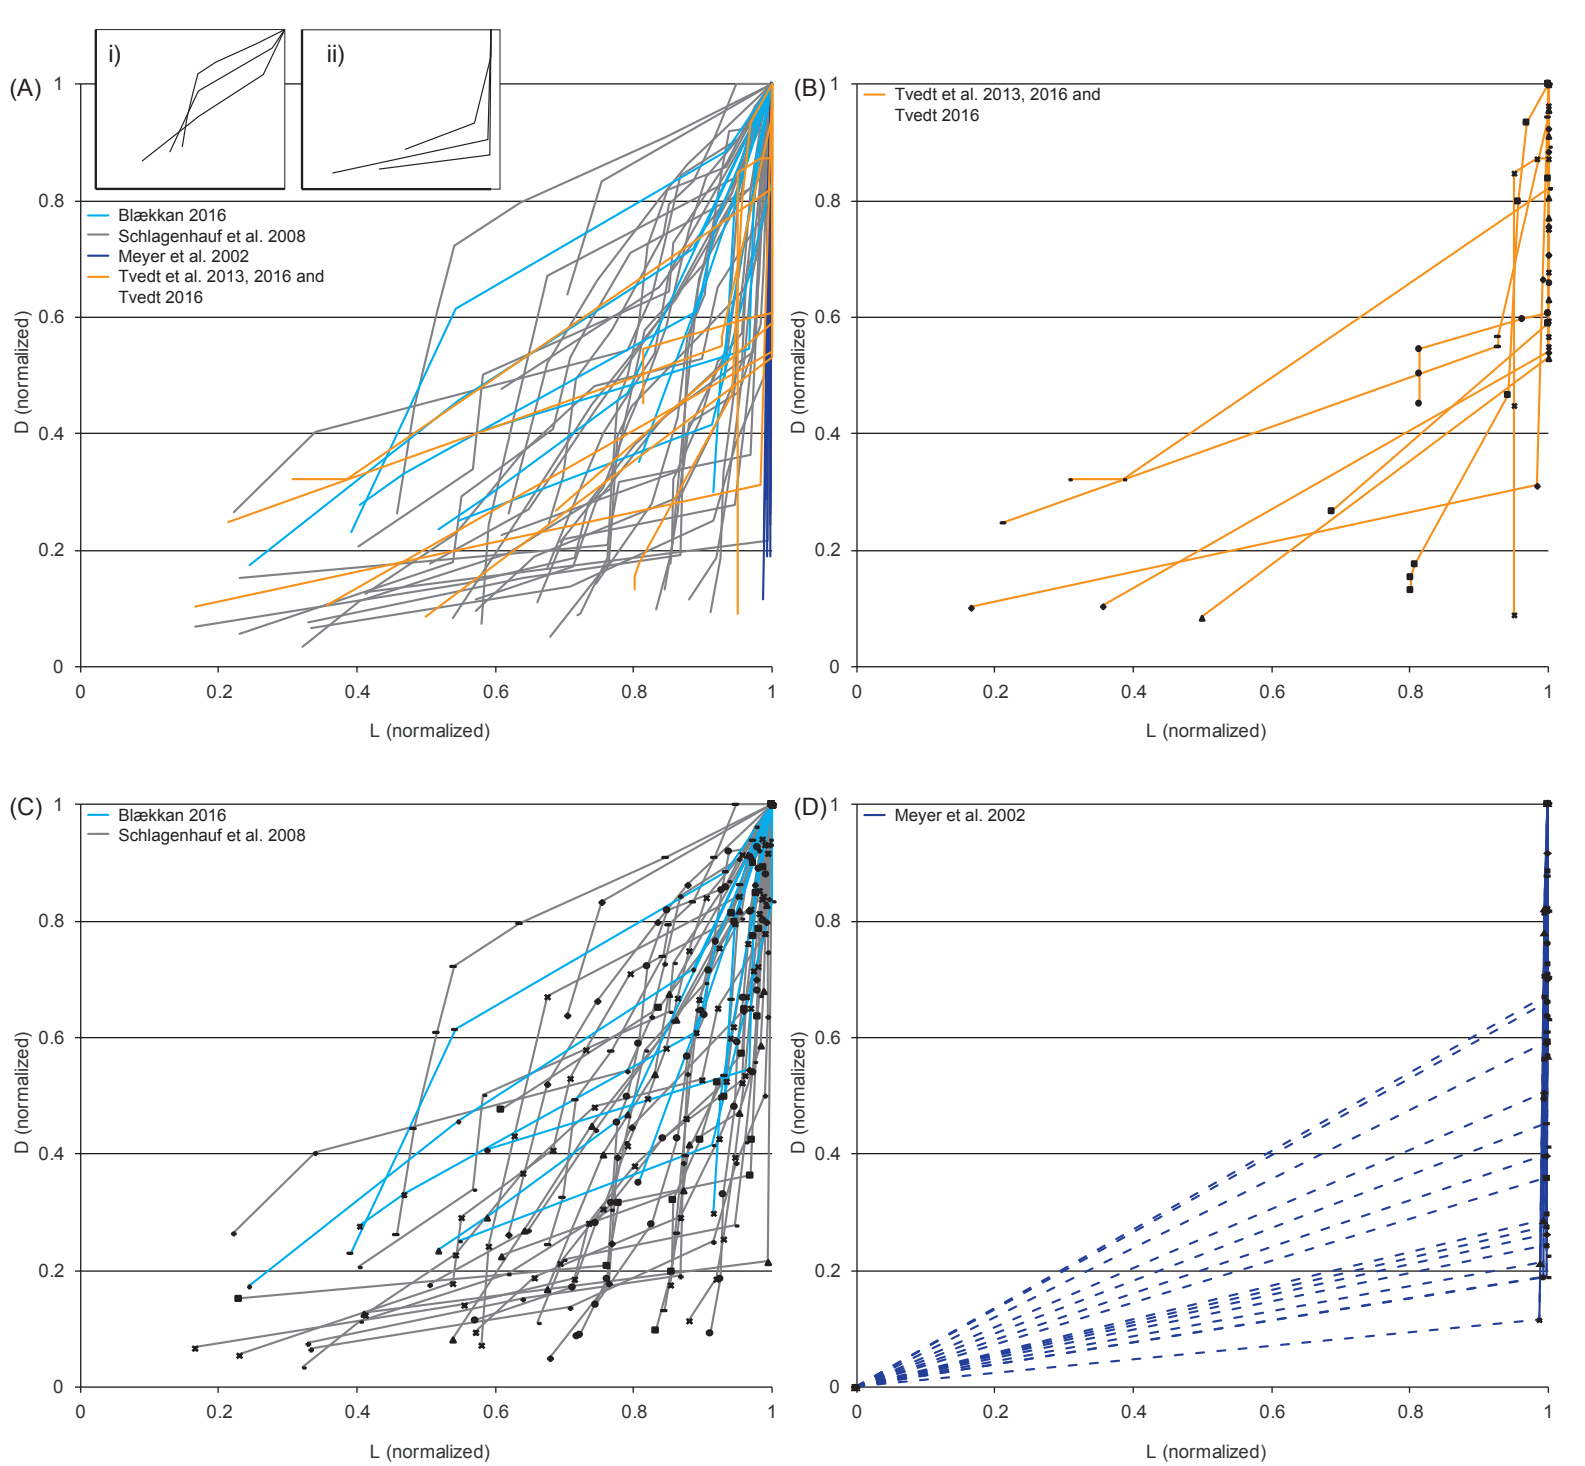 i)
ii)
(A)
1
0.8
0.6
0.4
0.2
0
D (normalized)
Blækkan 2016
Schlagenhauf et al. 2008
Meyer et al. 2002
Tvedt et al. 2013, 2016 and
Tvedt 2016
0 0.2 0.4 0.6 0.8 1
L (normalized)
(B)
1
0.8
0.6
0.4
0.2
0
D (normalized)
Tvedt et al. 2013, 2016 and
Tvedt 2016
0 0.2 0.4 0.6 0.8 1
L (normalized)
(C)
1
0.8
0.6
0.4
0.2
0
D (normalized)
Blækkan 2016
Schlagenhauf et al. 2008
0 0.2 0.4 0.6 0.8 1
L (normalized)
(D)
1
0.8
0.6
0.4
0.2
0
D (normalized)
Meyer et al. 2002
0 0.2 0.4 0.6 0.8 1
L (normalized)